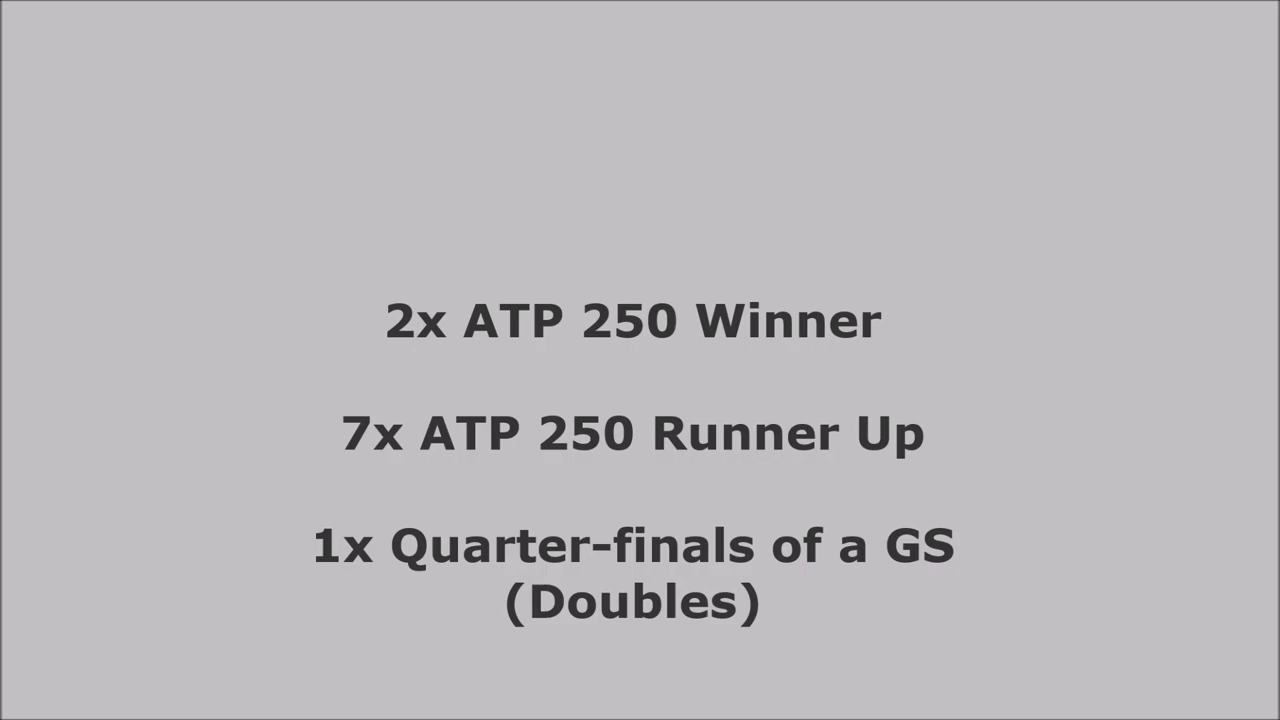 2x ATP 250 Winner
7x ATP 250 Runner Up
1x Quarter-finals of a GS
(Doubles)